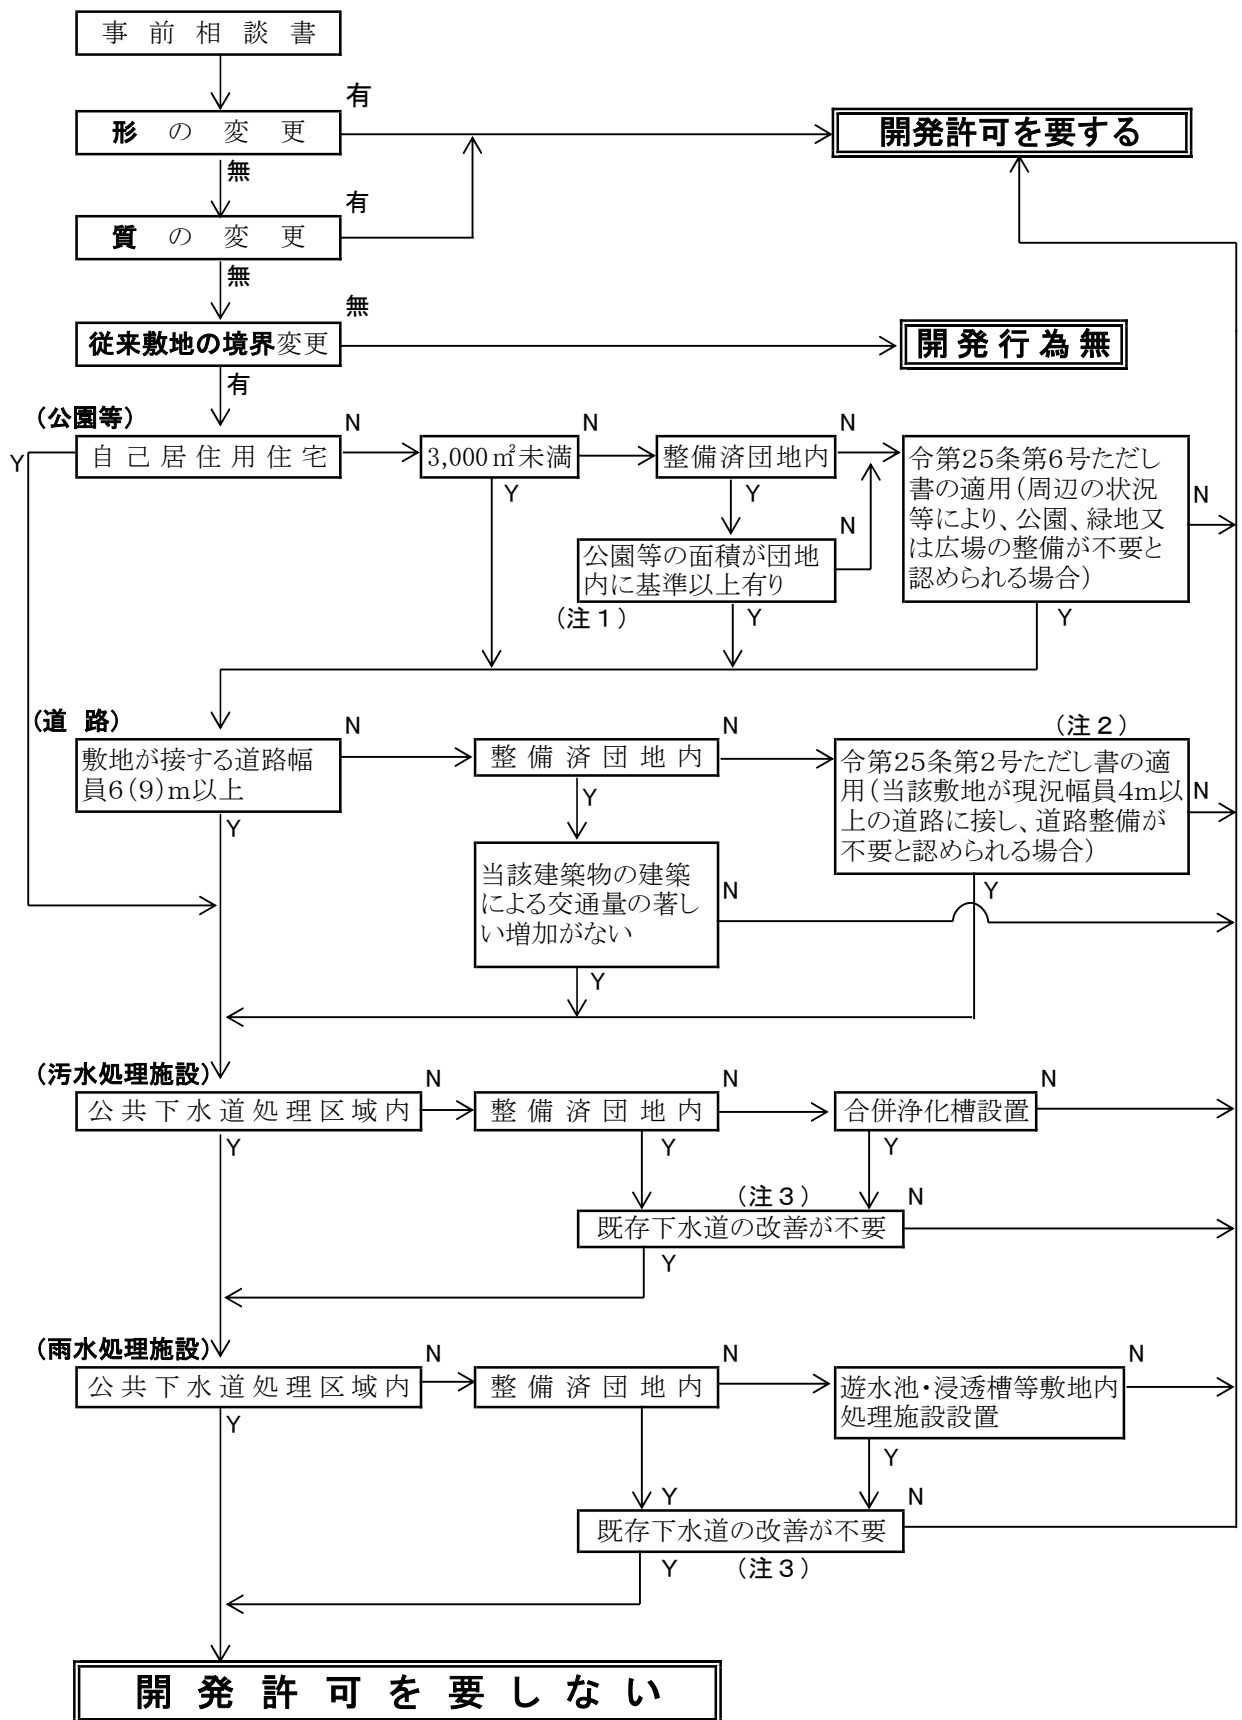 事前相談書
有
形の変更
開発許可を要する
無
有
質の変更
無
無
従来敷地の境界変更
開発行為無
有
(公園等)
N
N
N
Y
自己居住用住宅
3,000㎡未満
整備済団地内
令第25条第6号ただし
書の適用(周辺の状況
等により、公園、緑地又
は広場の整備が不要と
認められる場合)
N
Y
Y
N
公園等の面積が団地
内に基準以上有り
(注1)
Y
Y
(道 路)
N
N
(注2)
敷地が接する道路幅
員6(9)m以上
整備済団地内
令第25条第2号ただし書の適
用(当該敷地が現況幅員4m以
上の道路に接し、道路整備が
不要と認められる場合)
N
Y
Y
当該建築物の建築
による交通量の著し
い増加がない
N
Y
Y
(汚水処理施設)
N
N
N
公共下水道処理区域内
整備済団地内
合併浄化槽設置
Y
Y
Y
(注3)
N
既存下水道の改善が不要
Y
(雨水処理施設)
N
N
N
公共下水道処理区域内
整備済団地内
遊水池・浸透槽等敷地内
処理施設設置
Y
Y
Y
N
既存下水道の改善が不要
Y
(注3)
開発許可を要しない